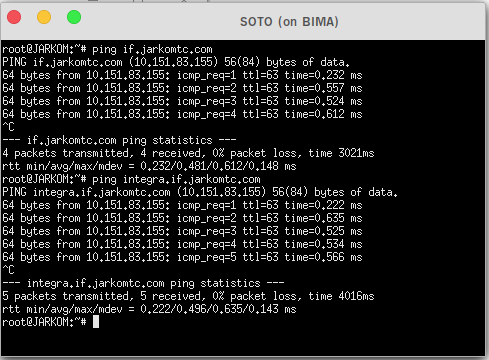 SOTO (on BIMA)
root@JARKOM:~# ping if.jarkomtc.com
PING if.jarkomtc.com (10.151.83.155) 56(84) bytes of data.
64 bytes from 10.151.83.155: icmp_req=1 ttl=63 time=0.232 ms
64 bytes from 10.151.83.155: icmp_req=2 ttl=63 time=0.557 ms
64 bytes from 10.151.83.155: icmp_req=3 ttl=63 time=0.524 ms
64 bytes from 10.151.83.155: icmp_req=4 ttl=63 time=0.612 ms
^C
--- if.jarkomtc.com ping statistics ---
4 packets transmitted, 4 received, 0% packet loss, time 3021ms
rtt min/avg/max/mdev = 0.232/0.481/0.612/0.148 ms
root@JARKOM:~# ping integra.if.jarkomtc.com
PING integra.if.jarkomtc.com (10.151.83.155) 56(84) bytes of data.
64 bytes from 10.151.83.155: icmp_req=1 ttl=63 time=0.222 ms
64 bytes from 10.151.83.155: icmp_req=2 ttl=63 time=0.635 ms
64 bytes from 10.151.83.155: icmp_req=3 ttl=63 time=0.525 ms
64 bytes from 10.151.83.155: icmp_req=4 ttl=63 time=0.534 ms
64 bytes from 10.151.83.155: icmp_req=5 ttl=63 time=0.566 ms
^C
--- integra.if.jarkomtc.com ping statistics ---
5 packets transmitted, 5 received, 0% packet loss, time 4016ms
rtt min/avg/max/mdev = 0.222/0.496/0.635/0.143 ms
root@JARKOM:~#